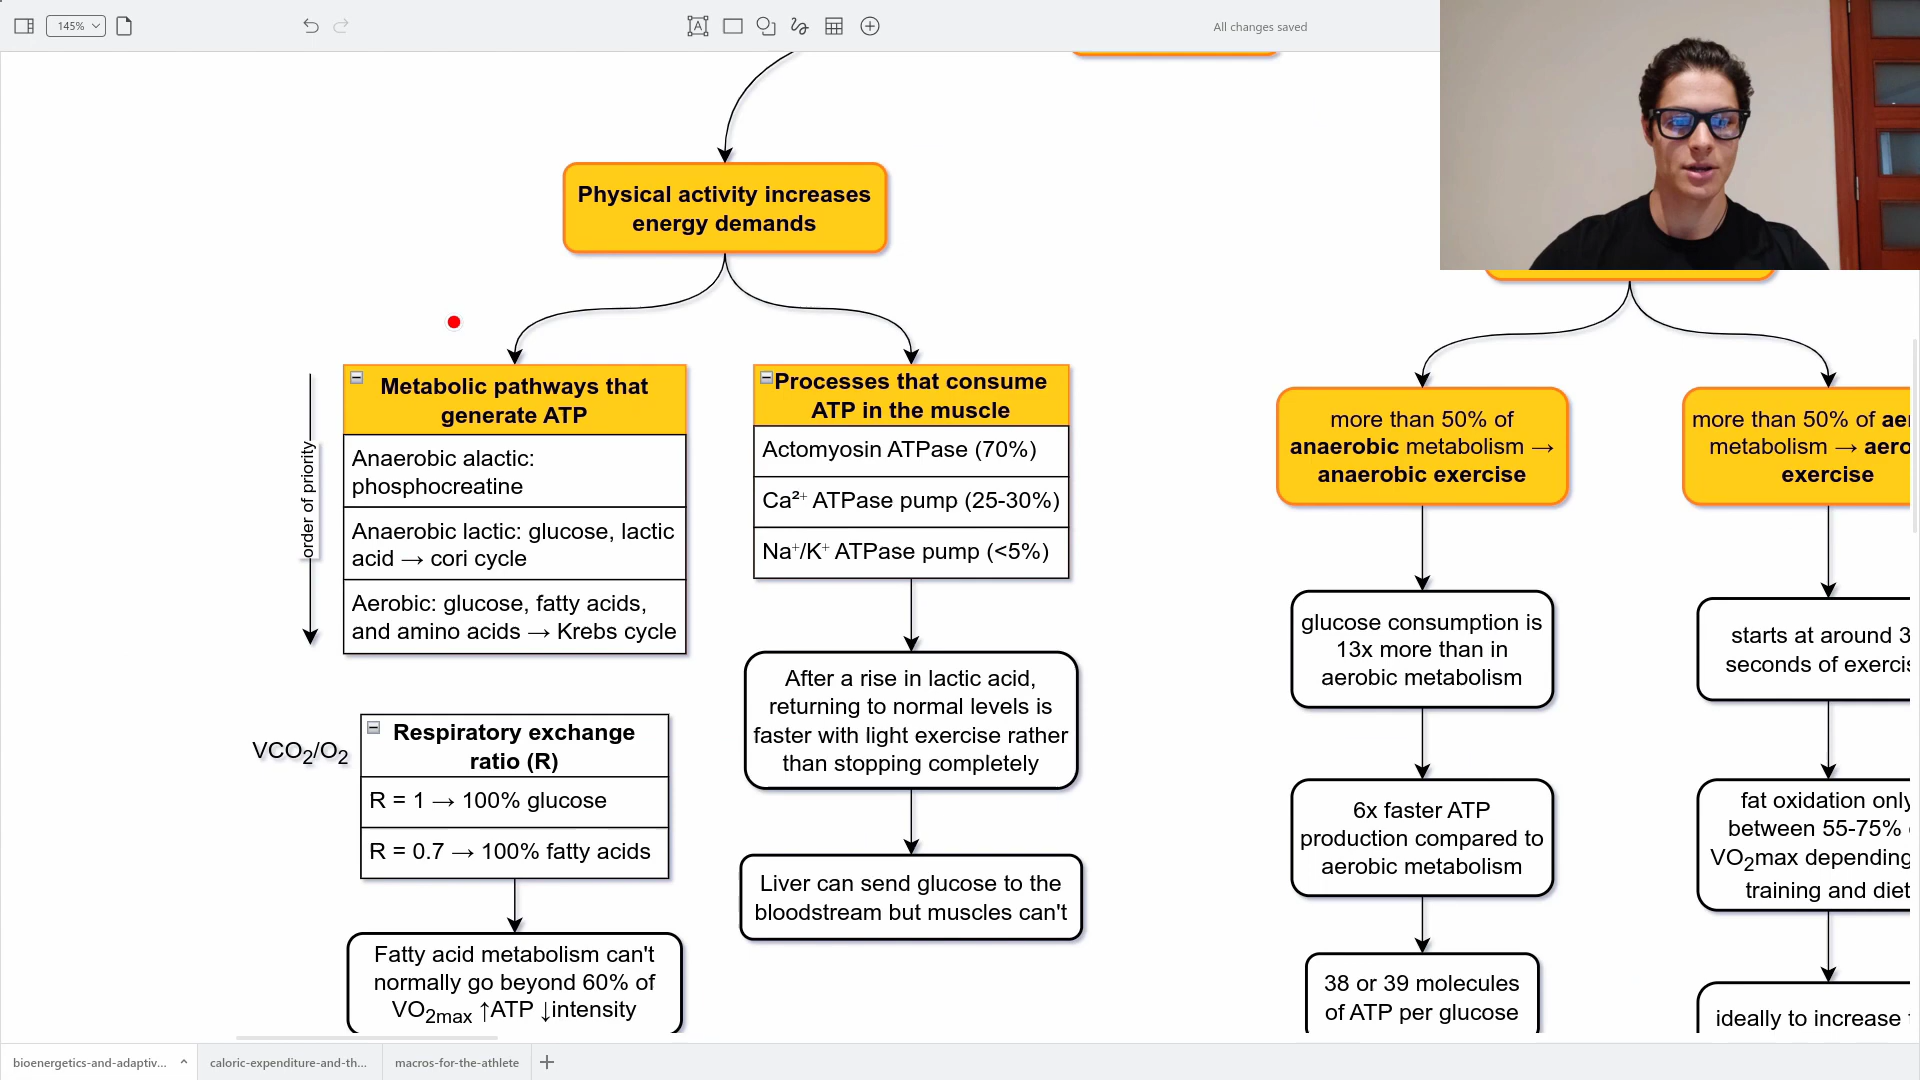 145%
All changes saved
Physical activity increases
energy demands
order of priority
Metabolic pathways that
generate ATP
Anaerobic alactic:
phosphocreatine
Anaerobic lactic: glucose, lactic
acid → cori cycle
Aerobic: glucose, fatty acids,
and amino acids → Krebs cycle
Processes that consume
ATP in the muscle
Actomyosin ATPase (70%)
Ca²⁺ ATPase pump (25-30%)
Na⁺/K⁺ ATPase pump (<5%)
After a rise in lactic acid,
returning to normal levels is
faster with light exercise rather
than stopping completely
Liver can send glucose to the
bloodstream but muscles can't
VCO₂/O₂
Respiratory exchange
ratio (R)
R = 1 → 100% glucose
R = 0.7 → 100% fatty acids
Fatty acid metabolism can't
normally go beyond 60% of
VO₂max ↑ATP ↓intensity
more than 50% of
anaerobic metabolism →
anaerobic exercise
glucose consumption is
13x more than in
aerobic metabolism
6x faster ATP
production compared to
aerobic metabolism
38 or 39 molecules
of ATP per glucose
more than 50% of
metabolism →
exercise
starts at around
seconds of
fat oxidation
between 55-75%
VO₂max depending
training and diet
ideally to increase
bioenergetics-and-adaptiv...
caloric-expenditure-and-th...
macros-for-the-athlete